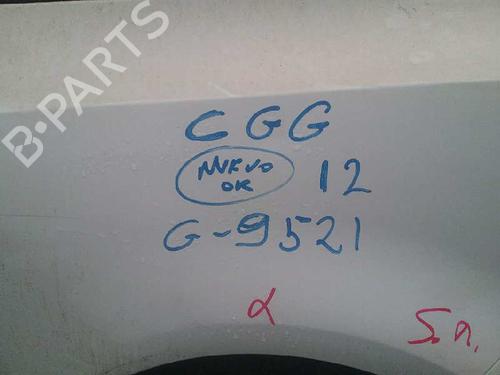 B-PARTS
CGG
NUEVO
OK
12
G-9521
α
S.n.